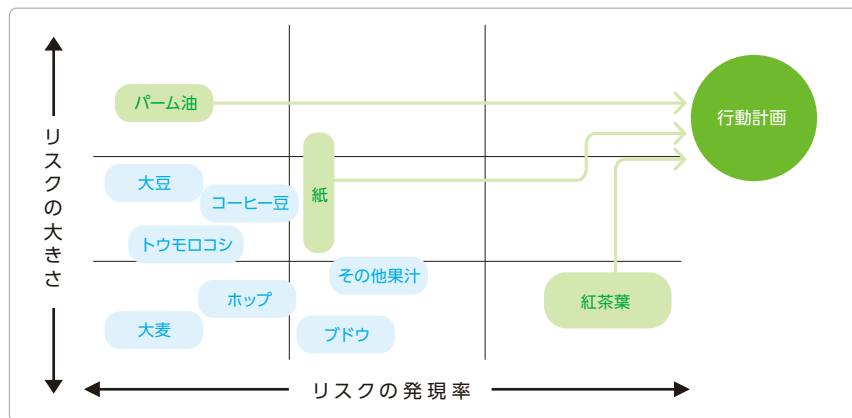 リスクの大きさ
パーム油
行動計画
大豆
コーヒー豆
紙
トウモロコシ
その他果汁
ホップ
紅茶葉
大麦
ブドウ
リスクの発現率